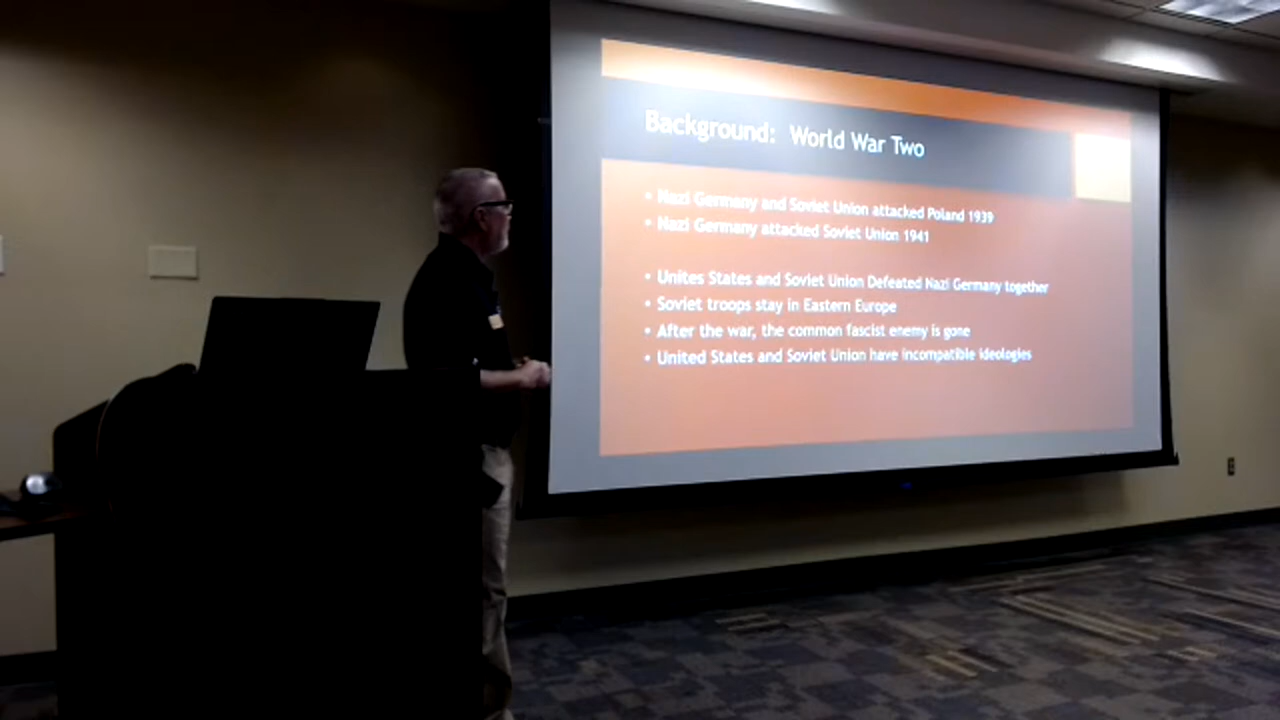 Background: World War Two
• Nazi Germany and Soviet Union attacked Poland 1939
• Nazi Germany attacked Soviet Union 1941
• Unites States and Soviet Union Defeated Nazi Germany together
• Soviet troops stay in Eastern Europe
• After the war, the common fascist enemy is gone
• United States and Soviet Union have incompatible ideologies